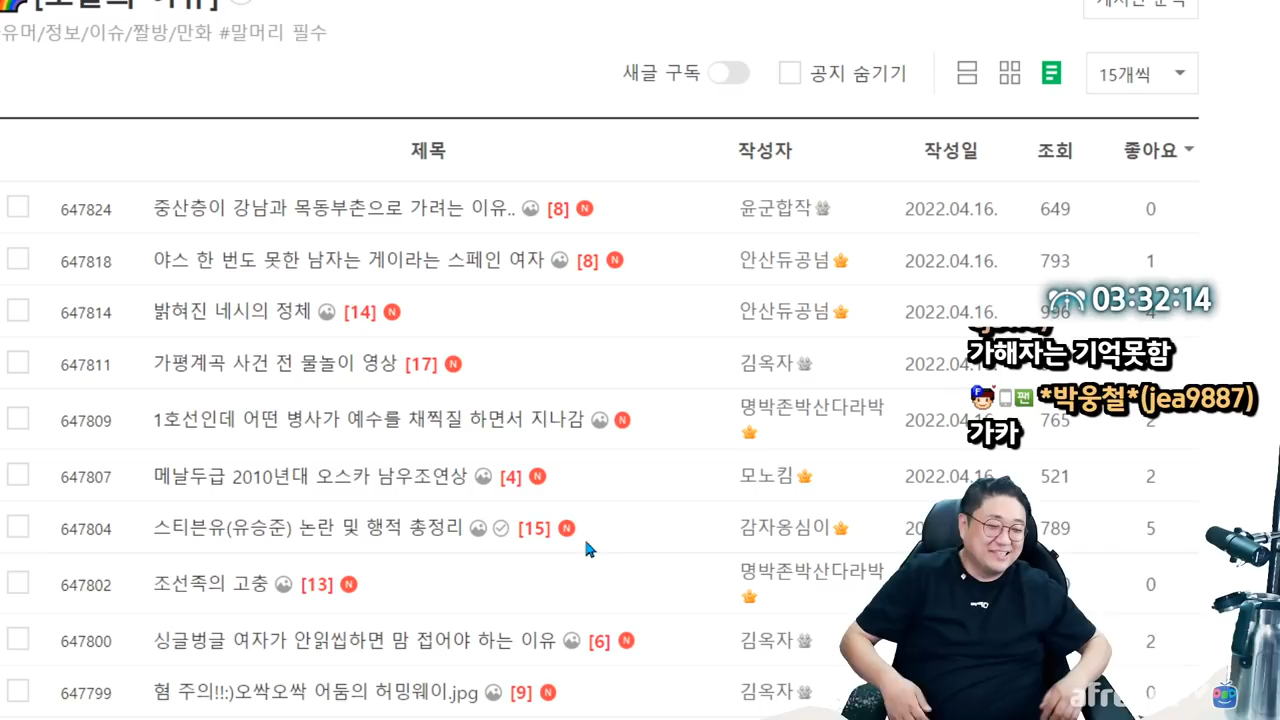 유머/정보/이슈/짤방/만화 #말머리 필수
새글 구독 공지 숨기기 15개씩
제목 작성자 작성일 조회 좋아요
647824 중산층이 강남과 목동부촌으로 가려는 이유.. [8] N 윤군합작 2022.04.16. 649 0
647818 야스 한 번도 못한 남자는 게이라는 스페인 여자 [8] N 안산듀공넘 2022.04.16. 793 1
03:32:14
647814 밝혀진 네시의 정체 [14] N 안산듀공넘 2022.04.16.
가해자는 기억못함
647811 가평계곡 사건 전 물놀이 영상 [17] N 김옥자
*박웅철*(jea9887)
647809 1호선인데 어떤 병사가 예수를 채찍질 하면서 지나감 N 명박존박산다라박 765 2
가카
647807 메날두급 2010년대 오스카 남우조연상 [4] N 모노킴 2022.04.16 521 2
647804 스티븐유(유승준) 논란 및 행적 총정리 [15] N 감자옹심이 789 5
647802 조선족의 고충 [13] N 명박존박산다라박 0
647800 싱글벙글 여자가 안읽씹하면 맘 접어야 하는 이유 [6] N 김옥자 2
647799 혐 주의!!:)오싹오싹 어둠의 허밍웨이.jpg [9] N 김옥자 0